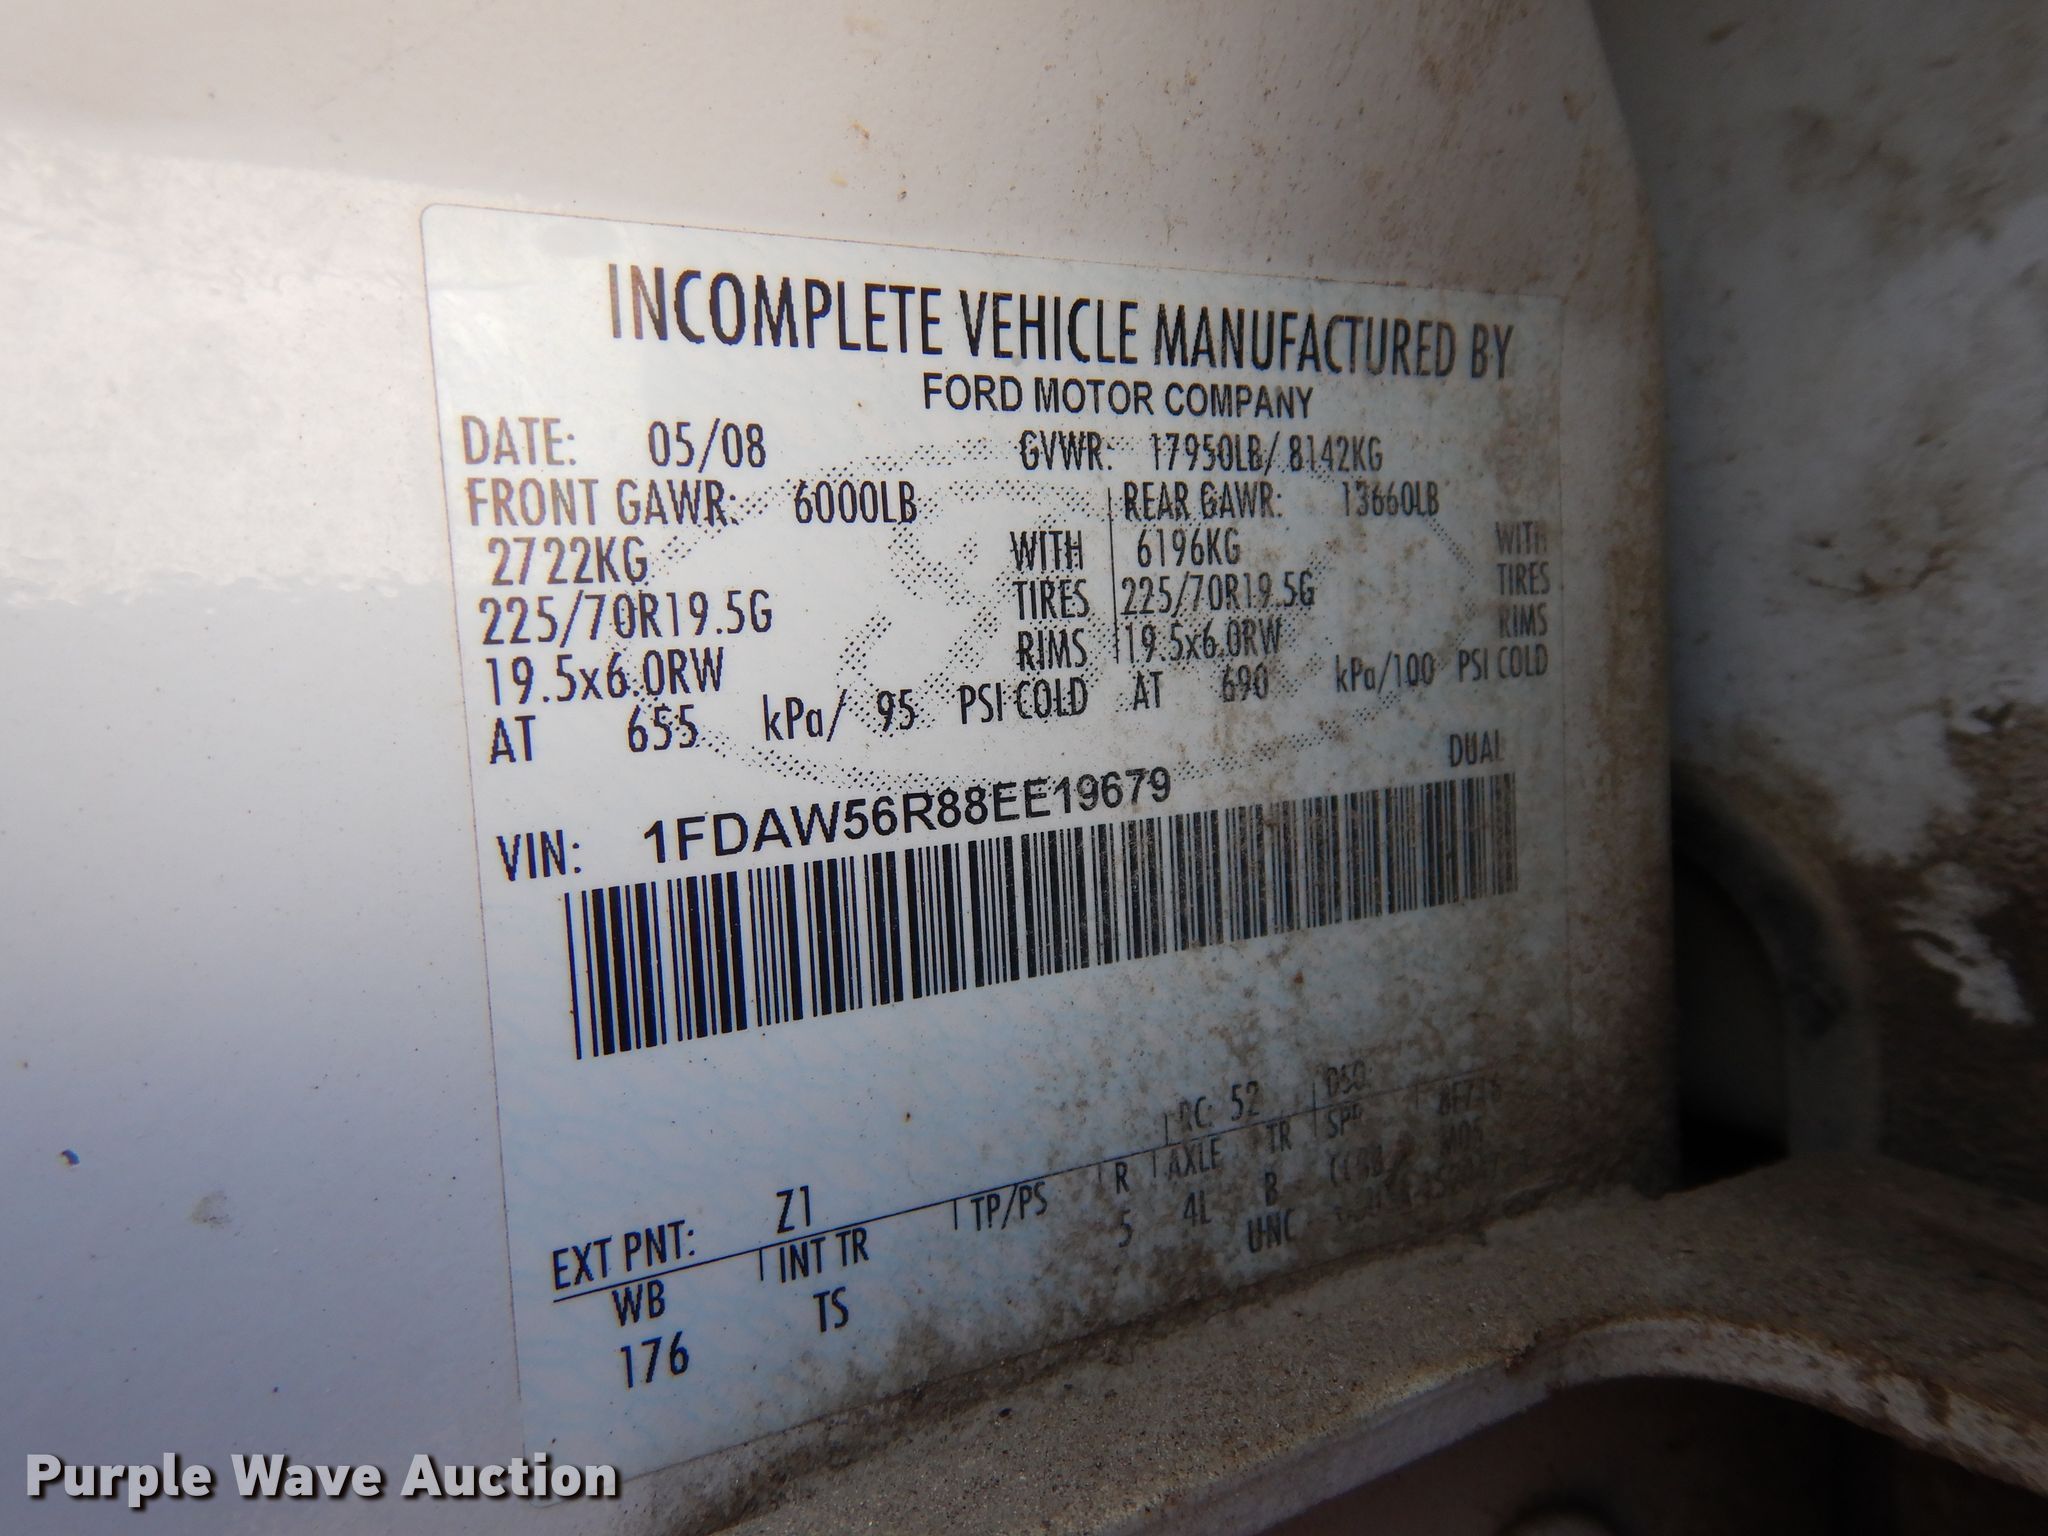 INCOMPLETE VEHICLE MANUFACTURED BY
FORD MOTOR COMPANY
DATE: 05/08 GVWR: 17950LB/ 8142KG
FRONT GAWR: 6000LB REAR GAWR: 13660LB
2722KG WITH 6196KG WITH
225/70R19.5G TIRES 225/70R19.5G TIRES
19.5x6.0RW RIMS 19.5x6.0RW RIMS
AT 655 kPa/ 95 PSI COLD AT 690 kPa/100 PSI COLD
DUAL
VIN: 1FDAW56R88EE19679
EXT PNT: Z1 RC: 52 DSO:
WB INT TR TP/PS R AXLE TR SPR
176 TS 5 4L B
UNC
Purple Wave Auction